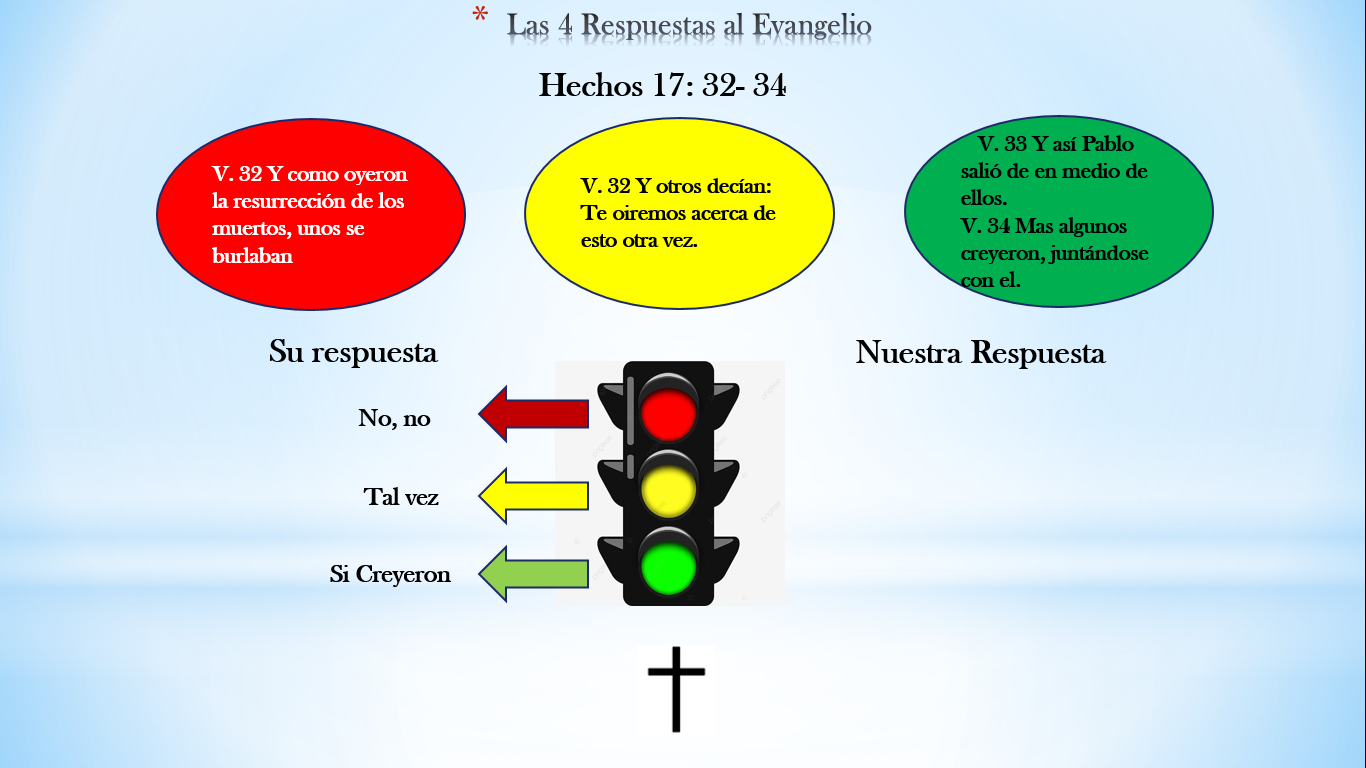 * Las 4 Respuestas al Evangelio
Hechos 17: 32- 34
V. 32 Y como oyeron
la resurrección de los
muertos, unos se
burlaban
V. 32 Y otros decían:
Te oiremos acerca de
esto otra vez.
V. 33 Y así Pablo
salió de en medio de
ellos.
V. 34 Mas algunos
creyeron, juntándose
con el.
Su respuesta
Nuestra Respuesta
No, no
Tal vez
Si Creyeron